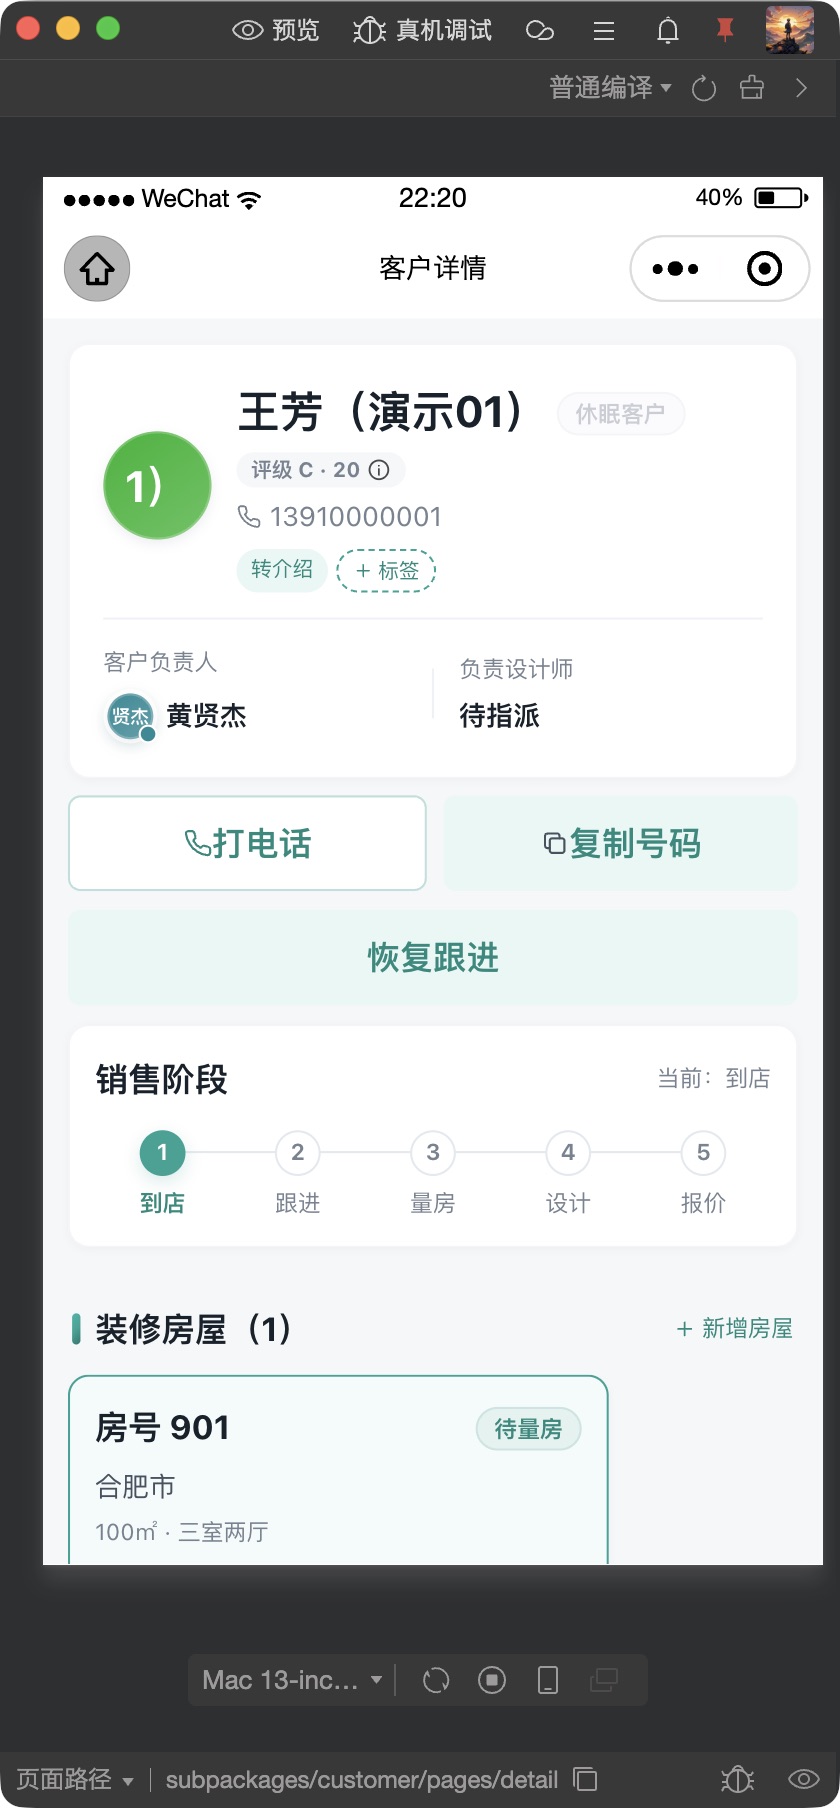 预览 真机调试
普通编译
WeChat 22:20 40%
客户详情
王芳（演示01） 休眠客户
1)
评级 C · 20
13910000001
转介绍 + 标签
客户负责人 负责设计师
贤杰 黄贤杰 待指派
打电话 复制号码
恢复跟进
销售阶段 当前：到店
1 2 3 4 5
到店 跟进 量房 设计 报价
装修房屋（1） + 新增房屋
房号 901 待量房
合肥市
100㎡ · 三室两厅
Mac 13-inc...
页面路径 subpackages/customer/pages/detail